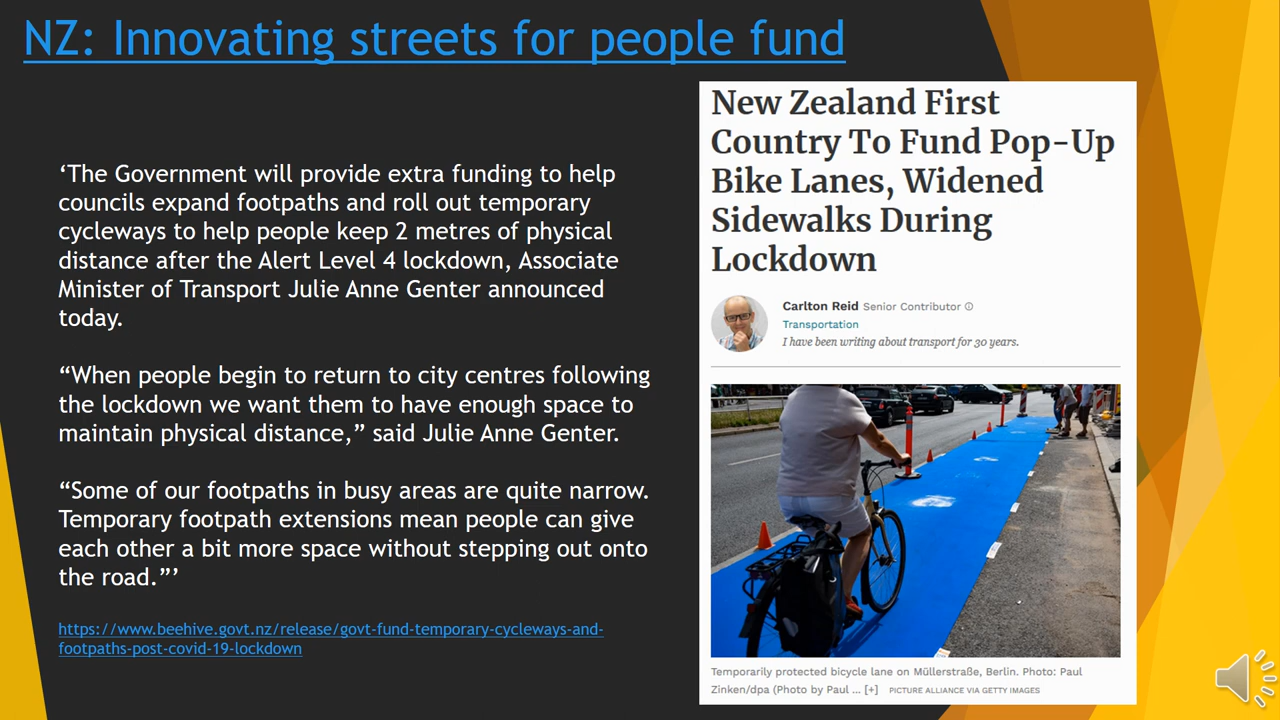 NZ: Innovating streets for people fund
‘The Government will provide extra funding to help
councils expand footpaths and roll out temporary
cycleways to help people keep 2 metres of physical
distance after the Alert Level 4 lockdown, Associate
Minister of Transport Julie Anne Genter announced
today.
“When people begin to return to city centres following
the lockdown we want them to have enough space to
maintain physical distance,” said Julie Anne Genter.
“Some of our footpaths in busy areas are quite narrow.
Temporary footpath extensions mean people can give
each other a bit more space without stepping out onto
the road.”’
https://www.beehive.govt.nz/release/govt-fund-temporary-cycleways-and-
footpaths-post-covid-19-lockdown
New Zealand First
Country To Fund Pop-Up
Bike Lanes, Widened
Sidewalks During
Lockdown
Carlton Reid Senior Contributor
Transportation
I have been writing about transport for 30 years.
Temporarily protected bicycle lane on Müllerstraße, Berlin. Photo: Paul
Zinken/dpa (Photo by Paul ... [+] PICTURE ALLIANCE VIA GETTY IMAGES